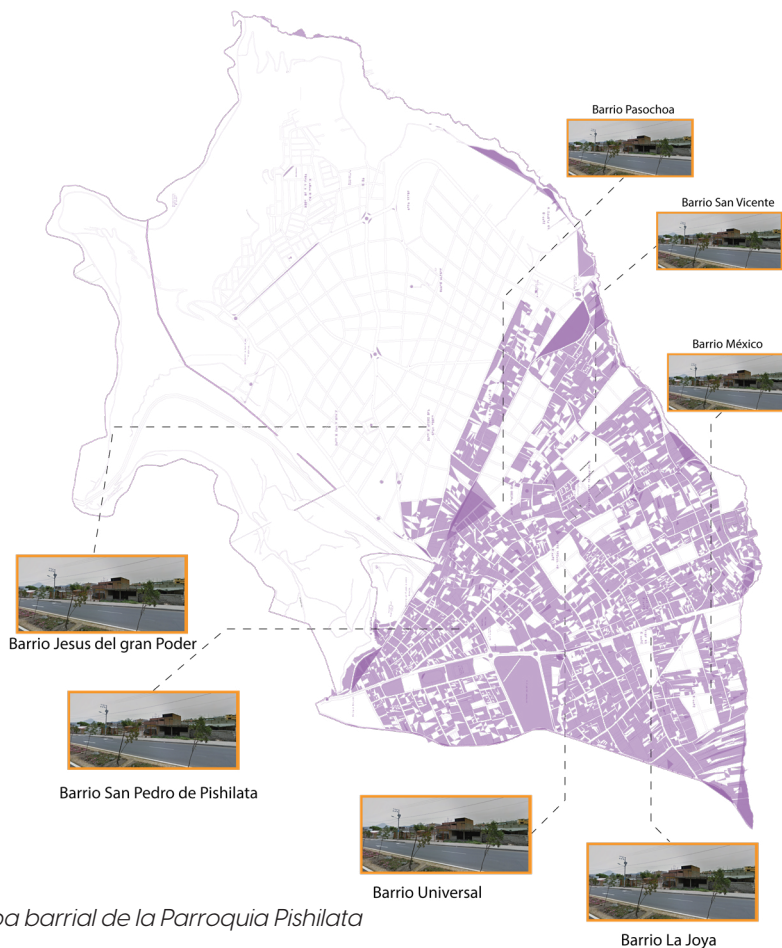 Barrio Pasochoa
Barrio San Vicente
Barrio México
Barrio Jesus del gran Poder
Barrio San Pedro de Pishilata
Barrio Universal
barrial de la Parroquia Pishilata
Barrio La Joya